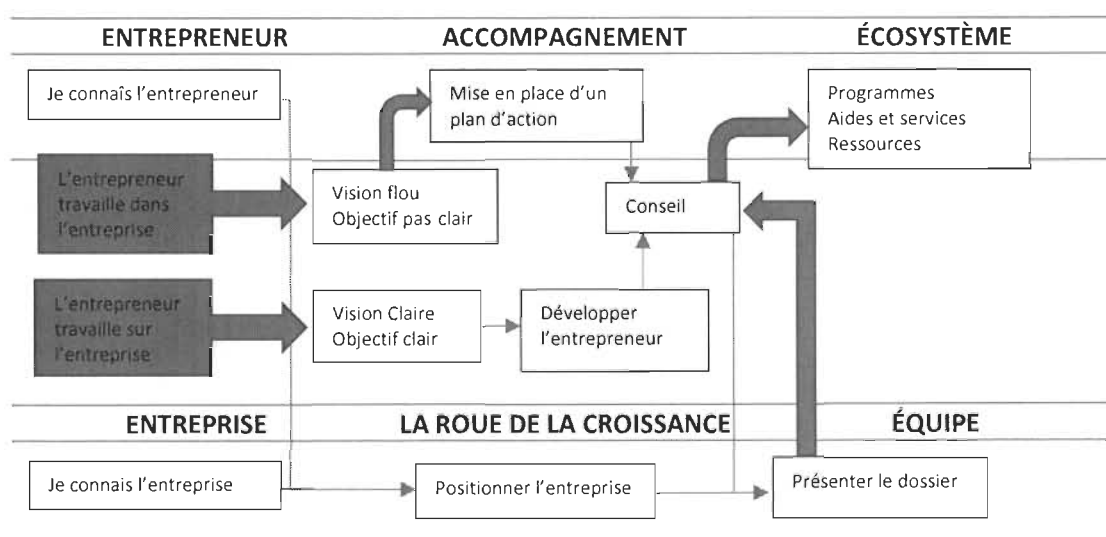 ENTREPRENEUR
ACCOMPAGNEMENT
ÉCOSYSTÈME
Je connaîs l'entrepreneur
Mise en place d'un
plan d'action
Programmes
Aides et services
Ressources
L'entrepreneur
travaille dans
l'entreprise
Vision flou
Objectif pas clair
Conseil
L'entrepreneur
travaille sur
l'entreprise
Vision Claire
Objectif clair
Développer
l'entrepreneur
ENTREPRISE
LA ROUE DE LA CROISSANCE
ÉQUIPE
Je connais l'entreprise
Positionner l'entreprise
Présenter le dossier